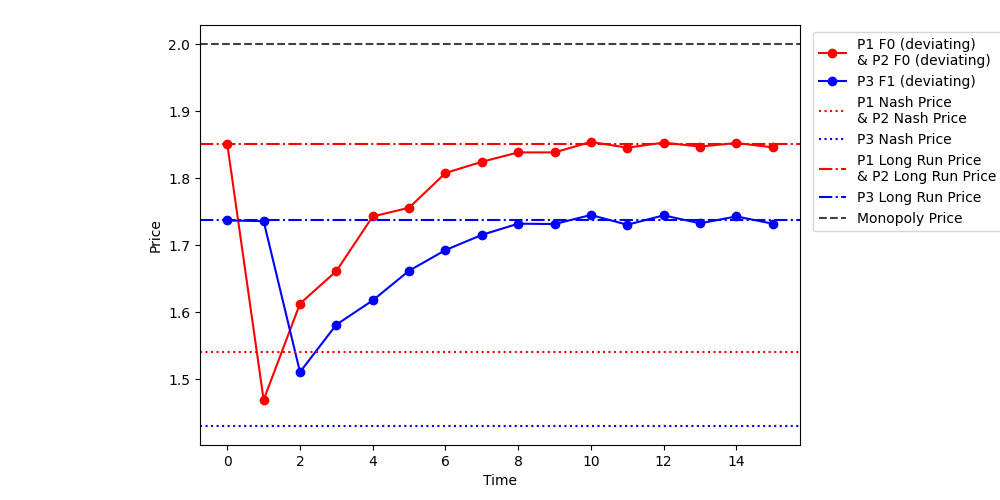 2.0
1.9
1.8
1.7
1.6
1.5
Price
0
2
4
6
8
10
12
14
Time
P1 F0 (deviating)
& P2 F0 (deviating)
P3 F1 (deviating)
P1 Nash Price
& P2 Nash Price
P3 Nash Price
P1 Long Run Price
& P2 Long Run Price
P3 Long Run Price
Monopoly Price